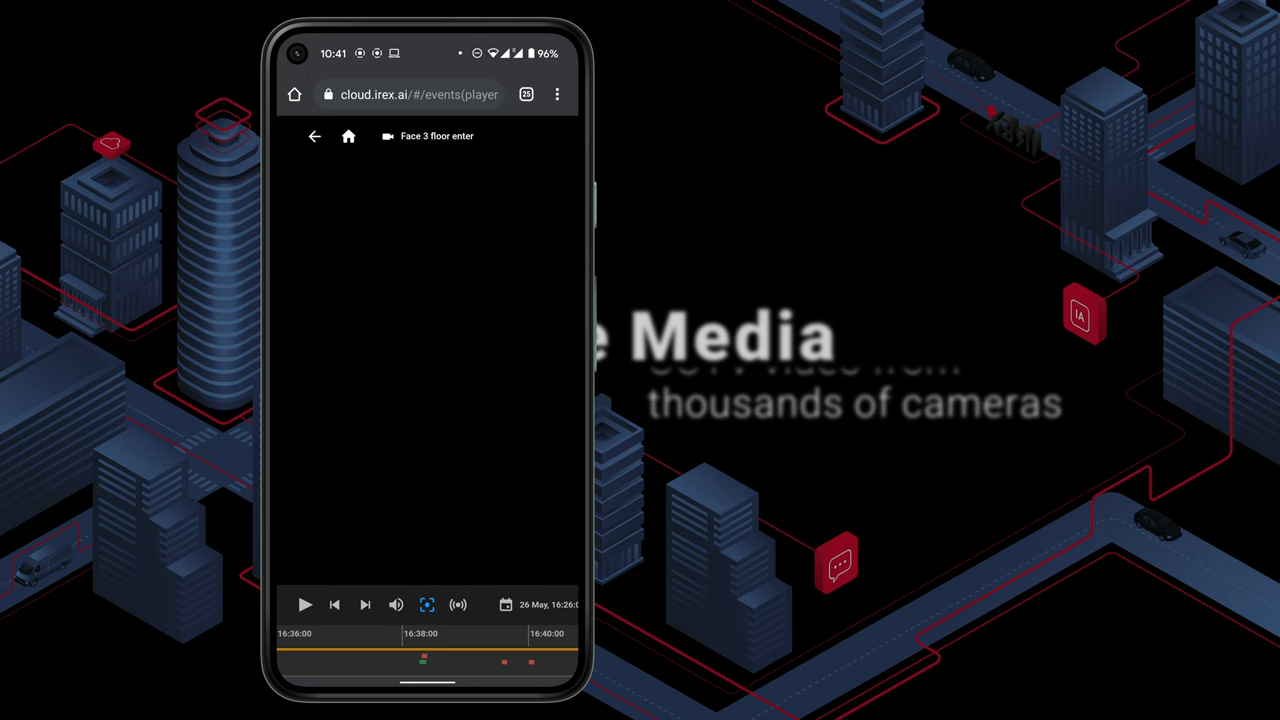 10:41
96%
cloud.irex.ai/#/events(player
25
Face 3 floor enter
e Media
thousands of cameras
IA
26 May, 16:26:0
16:36:00
16:38:00
16:40:00